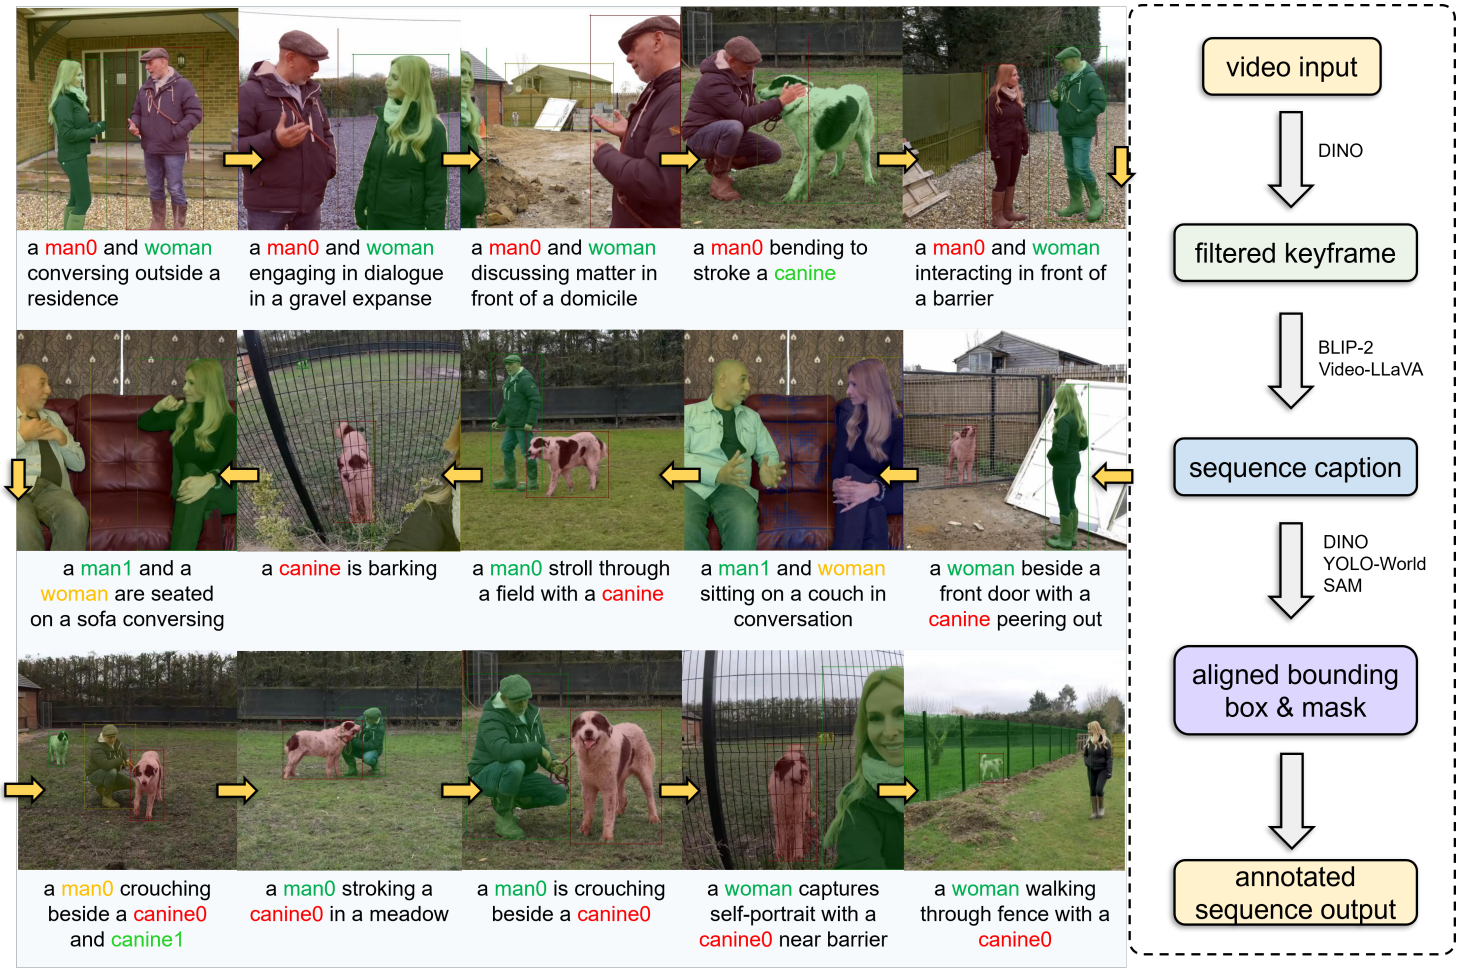 a man0 and woman
conversing outside a
residence
a man0 and woman
engaging in dialogue
in a gravel expanse
a man0 and woman
discussing matter in
front of a domicile
a man0 bending to
stroke a canine
a man0 and woman
interacting in front of
a barrier
a man1 and a
woman are seated
on a sofa conversing
a canine is barking
a man0 stroll through
a field with a canine
a man1 and woman
sitting on a couch in
conversation
a woman beside a
front door with a
canine peering out
a man0 crouching
beside a canine0
and canine1
a man0 stroking a
canine0 in a meadow
a man0 is crouching
beside a canine0
a woman captures
self-portrait with a
canine0 near barrier
a woman walking
through fence with a
canine0
video input
DINO
filtered keyframe
BLIP-2
Video-LLaVA
sequence caption
DINO
YOLO-World
SAM
aligned bounding
box & mask
annotated
sequence output